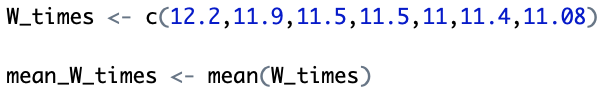 W_times <- c(12.2,11.9,11.5,11.5,11,11.4,11.08)
mean_W_times <- mean(W_times)